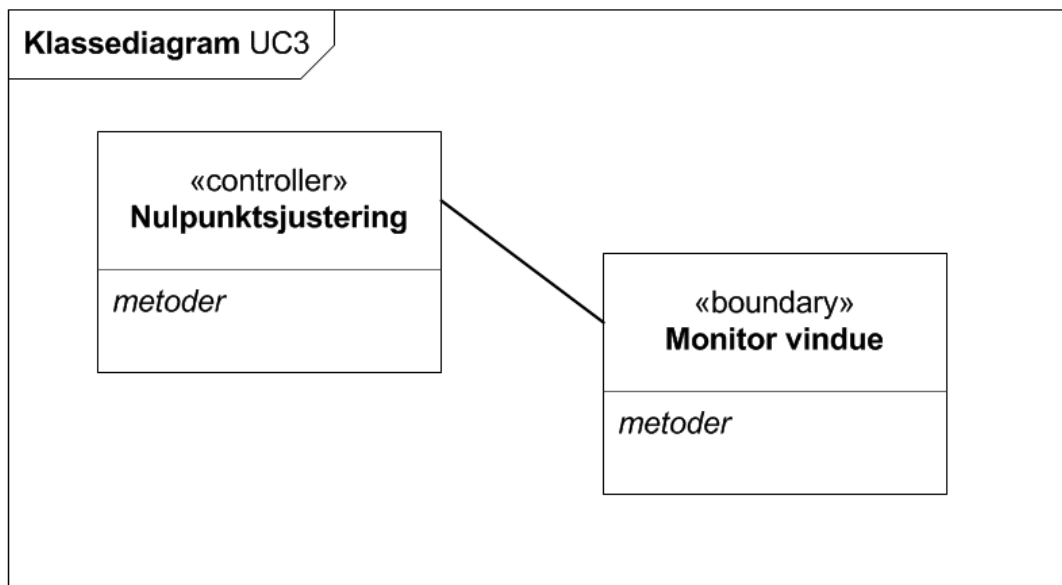 Klassediagram UC3
«controller»
Nulpunktsjustering
metoder
«boundary»
Monitor vindue
metoder